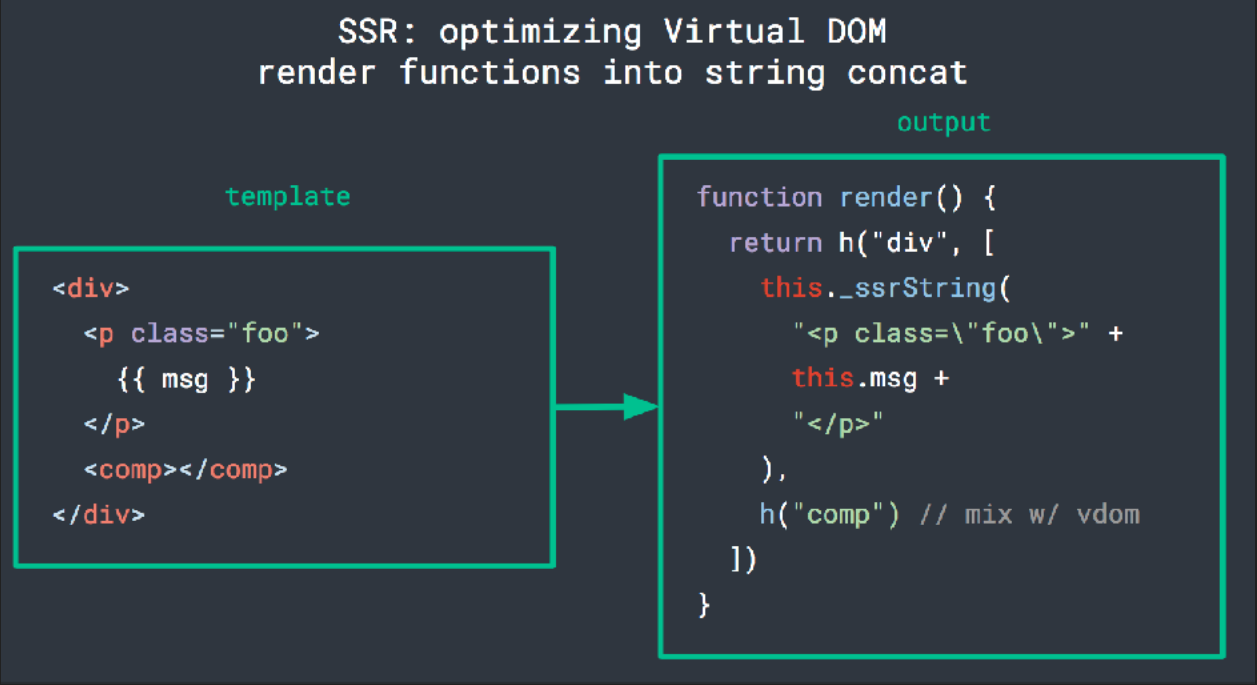 SSR: optimizing Virtual DOM
render functions into string concat
template
<div>
<p class="foo">
{{ msg }}
</p>
<comp></comp>
</div>
output
function render() {
return h("div", [
this._ssrString(
"<p class=\"foo\">" +
this.msg +
"</p>"
),
h("comp") // mix w/ vdom
])
}